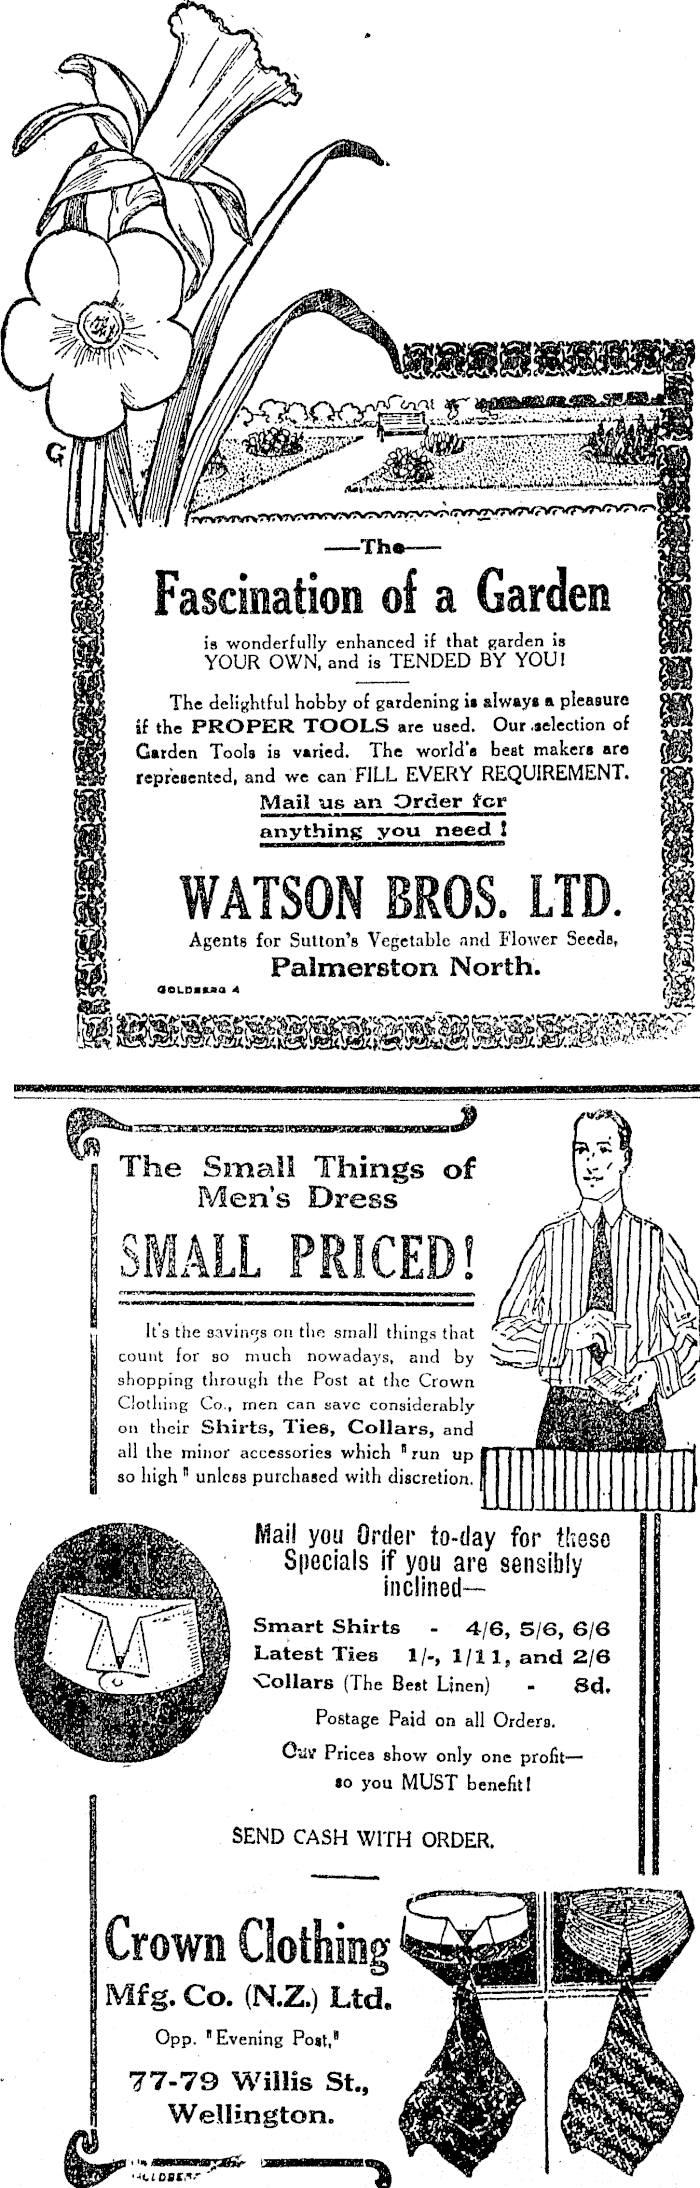 G
—The—
Fascination of a Garden
is wonderfully enhanced if that garden is
YOUR OWN, and is TENDED BY YOU!
The delightful hobby of gardening is always a pleasure
if the PROPER TOOLS are used. Our selection of
Garden Tools is varied. The world's best makers are
represented, and we can FILL EVERY REQUIREMENT.
Mail us an Order for
anything you need !
WATSON BROS. LTD.
Agents for Sutton's Vegetable and Flower Seeds,
Palmerston North.
GOLDBERG 4
The Small Things of
Men's Dress
SMALL PRICED!
It's the savings on the small things that
count for so much nowadays, and by
shopping through the Post at the Crown
Clothing Co., men can save considerably
on their Shirts, Ties, Collars, and
all the minor accessories which "run up
so high" unless purchased with discretion.
Mail you Order to-day for these
Specials if you are sensibly
inclined—
Smart Shirts - 4/6, 5/6, 6/6
Latest Ties 1/-, 1/11, and 2/6
Collars (The Best Linen) - 8d.
Postage Paid on all Orders.
Our Prices show only one profit—
so you MUST benefit!
SEND CASH WITH ORDER.
Crown Clothing
Mfg. Co. (N.Z.) Ltd.
Opp. "Evening Post,"
77-79 Willis St.,
Wellington.